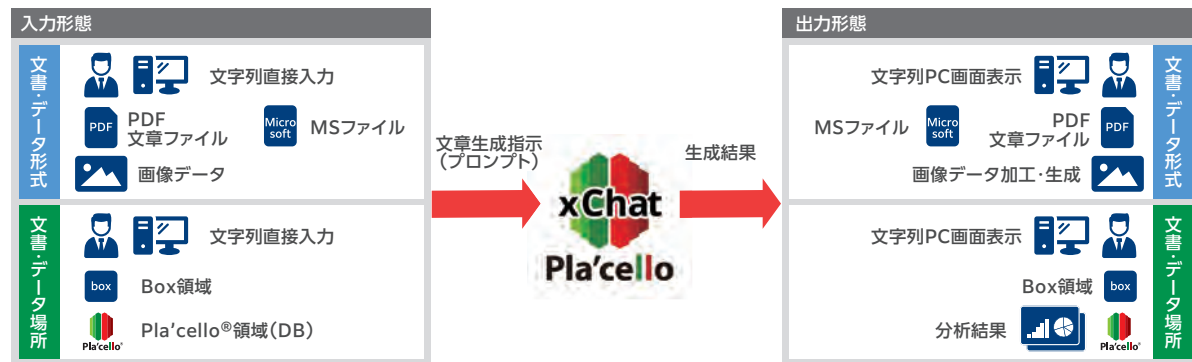 入力形態
文書・データ形式
文字列直接入力
PDF
PDF
文章ファイル
Micro
soft
MSファイル
画像データ
文書・データ場所
文字列直接入力
box
Box領域
Pla'cello®
Pla'cello®領域(DB)
文章生成指示
(プロンプト)
xChat
Pla'cello
生成結果
出力形態
文字列PC画面表示
MSファイル
Micro
soft
PDF
文章ファイル
PDF
画像データ加工・生成
文書・データ形式
文字列PC画面表示
Box領域
box
分析結果
Pla'cello®
文書・データ場所